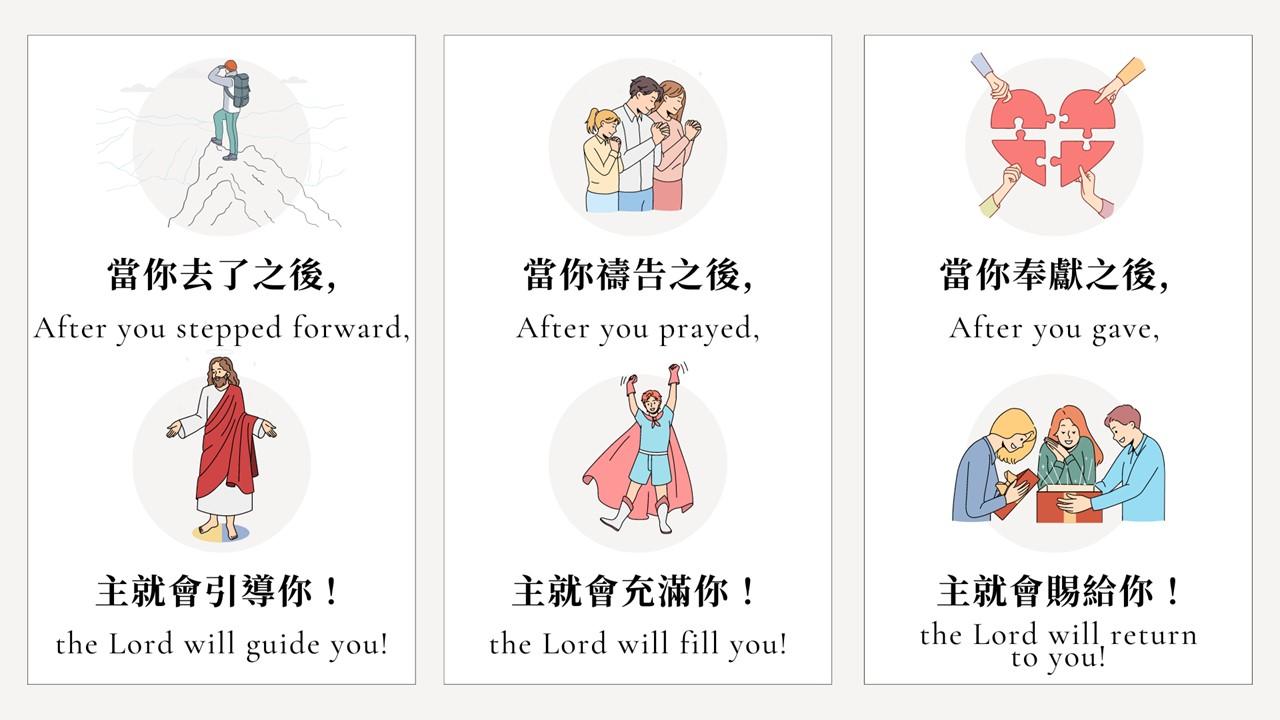 當你去了之後,
After you stepped forward,
主就會引導你！
the Lord will guide you!
當你禱告之後,
After you prayed,
主就會充滿你！
the Lord will fill you!
當你奉獻之後,
After you gave,
主就會賜給你！
the Lord will return
to you!